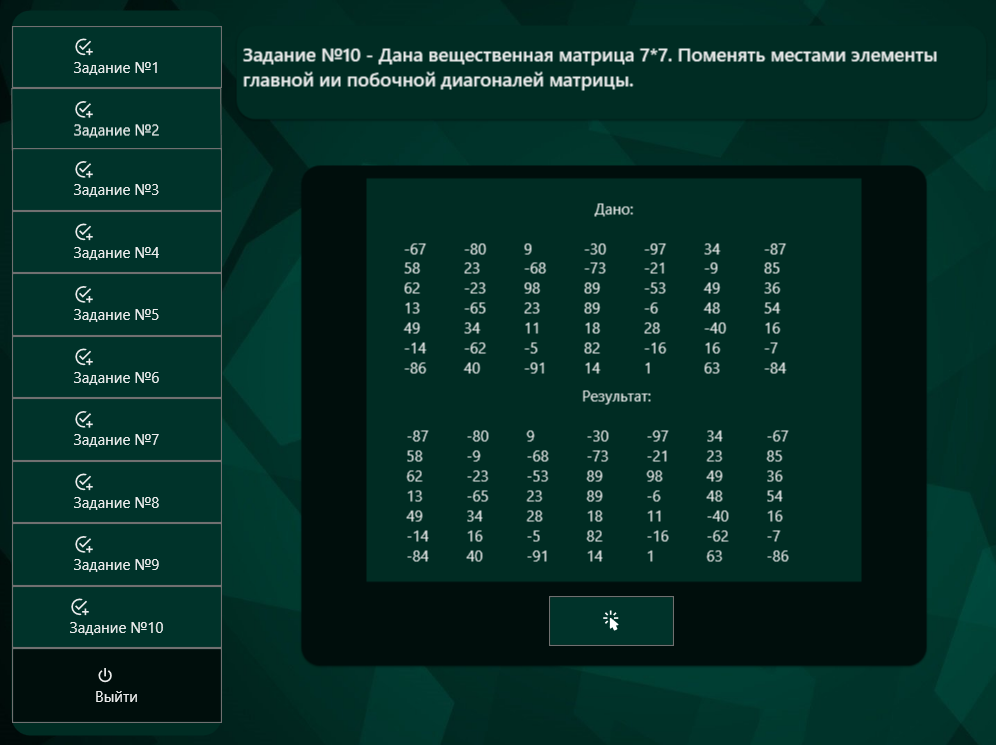 Задание №1
Задание №2
Задание №3
Задание №4
Задание №5
Задание №6
Задание №7
Задание №8
Задание №9
Задание №10
Выйти
Задание №10 - Дана вещественная матрица 7*7. Поменять местами элементы
главной ии побочной диагоналей матрицы.
Дано:
-67 -80 9 -30 -97 34 -87
58 23 -68 -73 -21 -9 85
62 -23 98 89 -53 49 36
13 -65 23 89 -6 48 54
49 34 11 18 28 -40 16
-14 -62 -5 82 -16 16 -7
-86 40 -91 14 1 63 -84
Результат:
-87 -80 9 -30 -97 34 -67
58 -9 -68 -73 -21 23 85
62 -23 -53 89 98 49 36
13 -65 23 89 -6 48 54
49 34 28 18 11 -40 16
-14 16 -5 82 -16 -62 -7
-84 40 -91 14 1 63 -86